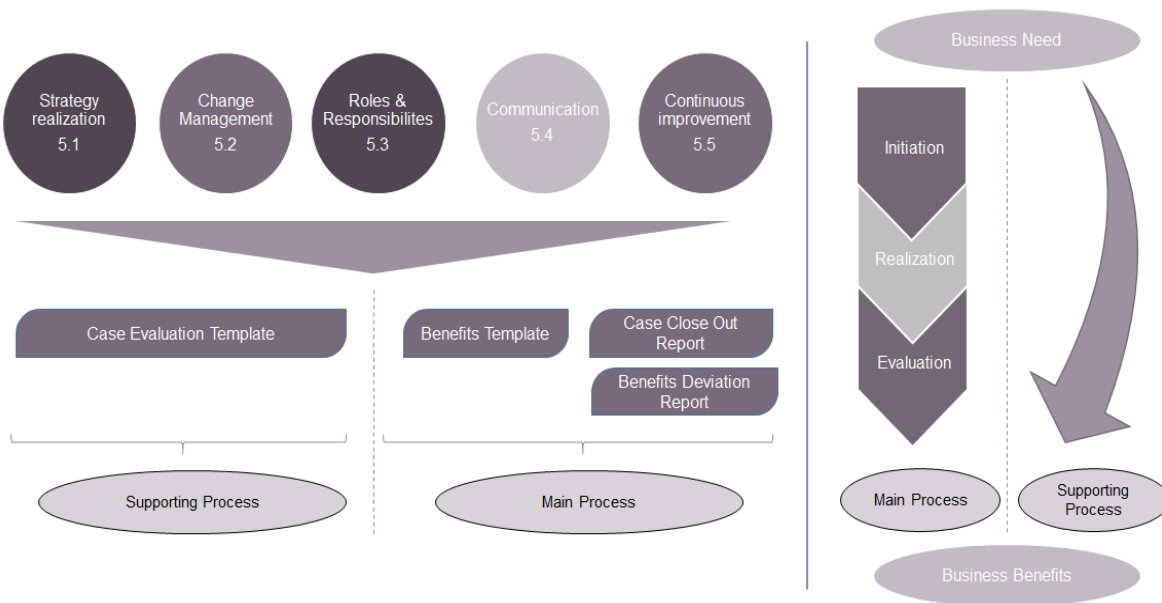 Strategy
realization
5.1
Change
Management
5.2
Roles &
Responsibilites
5.3
Communication
5.4
Continuous
improvement
5.5
Case Evaluation Template
Benefits Template
Case Close Out
Report
Benefits Deviation
Report
Supporting Process
Main Process
Business Need
Initiation
Realization
Evaluation
Main Process
Supporting
Process
Business Benefits